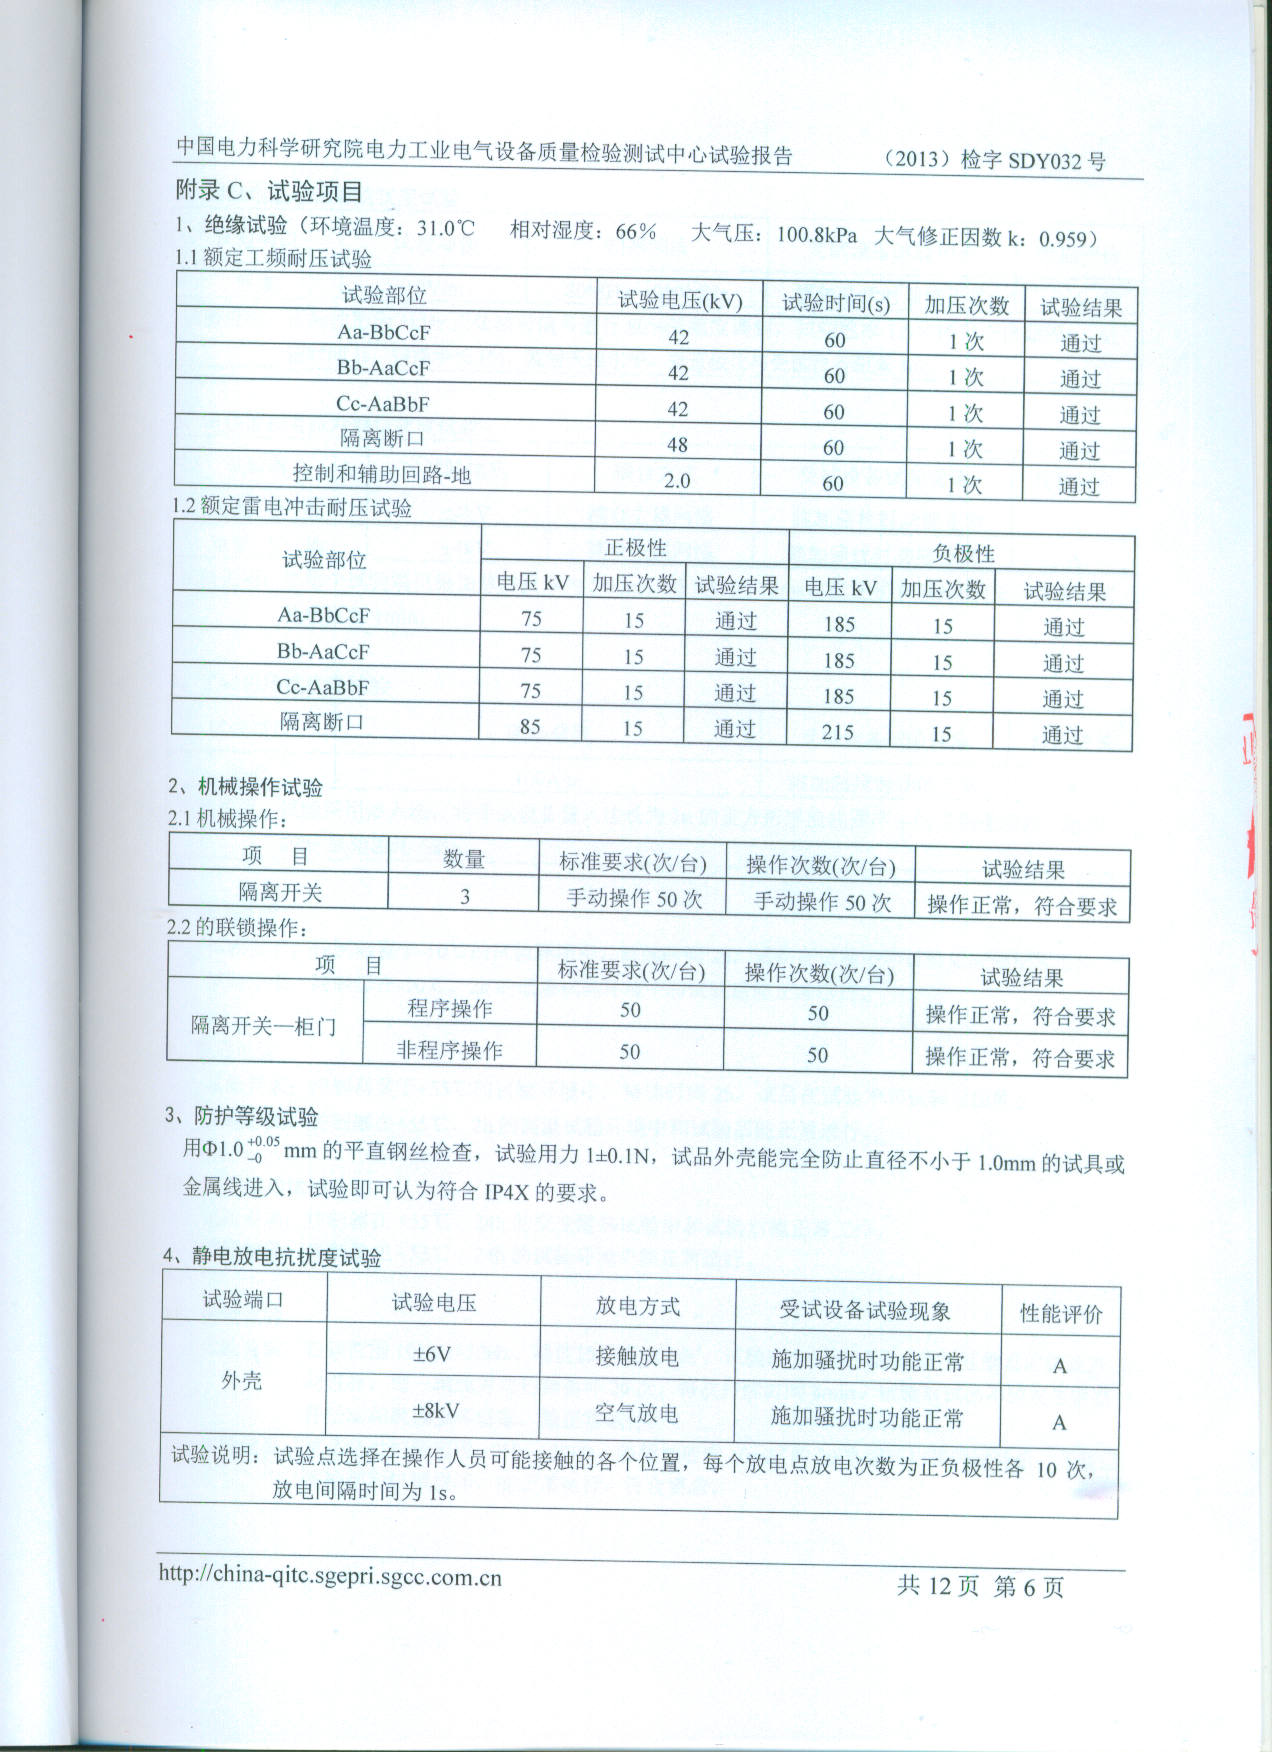 中国电力科学研究院电力工业电气设备质量检验测试中心试验报告 （2013）检字 SDY032 号
附录 C、试验项目
1、绝缘试验（环境温度：31.0℃ 相对湿度：66% 大气压：100.8kPa 大气修正因数 k：0.959）
1.1 额定工频耐压试验
试验部位 试验电压(kV) 试验时间(s) 加压次数 试验结果
Aa-BbCcF 42 60 1 次 通过
Bb-AaCcF 42 60 1 次 通过
Cc-AaBbF 42 60 1 次 通过
隔离断口 48 60 1 次 通过
控制和辅助回路-地 2.0 60 1 次 通过
1.2 额定雷电冲击耐压试验
试验部位 正极性 负极性
电压 kV 加压次数 试验结果 电压 kV 加压次数 试验结果
Aa-BbCcF 75 15 通过 185 15 通过
Bb-AaCcF 75 15 通过 185 15 通过
Cc-AaBbF 75 15 通过 185 15 通过
隔离断口 85 15 通过 215 15 通过
2、机械操作试验
2.1 机械操作：
项 目 数量 标准要求(次/台) 操作次数(次/台) 试验结果
隔离开关 3 手动操作 50 次 手动操作 50 次 操作正常，符合要求
2.2 的联锁操作：
项 目 标准要求(次/台) 操作次数(次/台) 试验结果
隔离开关—柜门 程序操作 50 50 操作正常，符合要求
非程序操作 50 50 操作正常，符合要求
3、防护等级试验
用Φ1.0 +0.05 -0 mm 的平直钢丝检查，试验用力 1±0.1N，试品外壳能完全防止直径不小于 1.0mm 的试具或
金属线进入，试验即可认为符合 IP4X 的要求。
4、静电放电抗扰度试验
试验端口 试验电压 放电方式 受试设备试验现象 性能评价
外壳 ±6V 接触放电 施加骚扰时功能正常 A
±8kV 空气放电 施加骚扰时功能正常 A
试验说明：试验点选择在操作人员可能接触的各个位置，每个放电点放电次数为正负极性各 10 次，
放电间隔时间为 1s。
http://china-qitc.sgepri.sgcc.com.cn 共 12 页 第 6 页